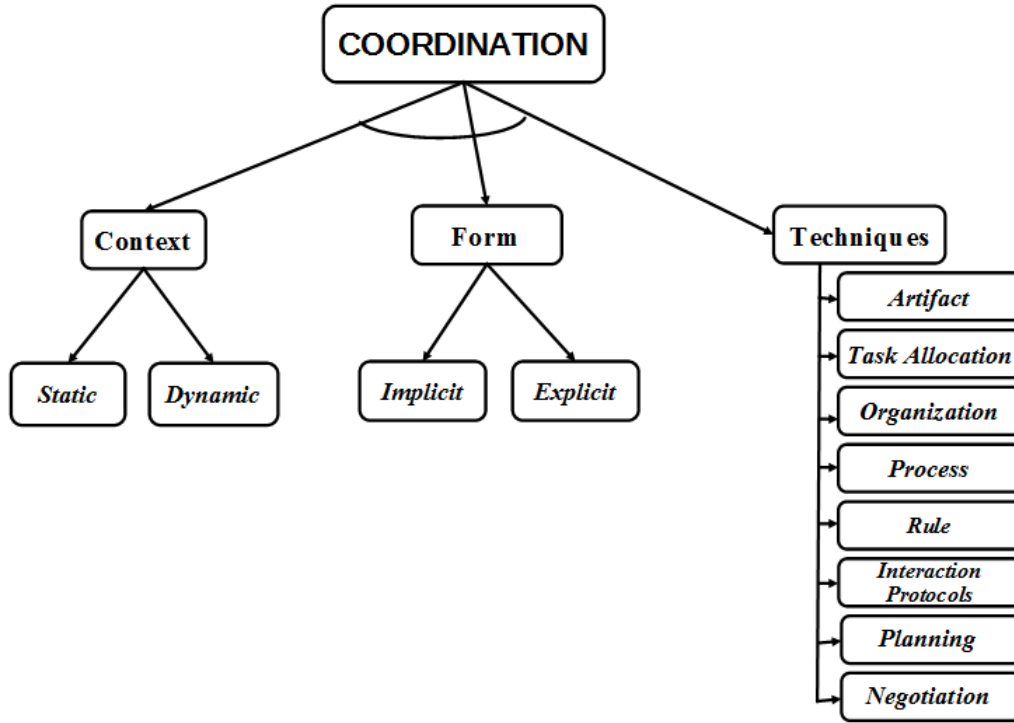 COORDINATION
Context
Form
Techniques
Static
Dynamic
Implicit
Explicit
Artifact
Task Allocation
Organization
Process
Rule
Interaction
Protocols
Planning
Negotiation